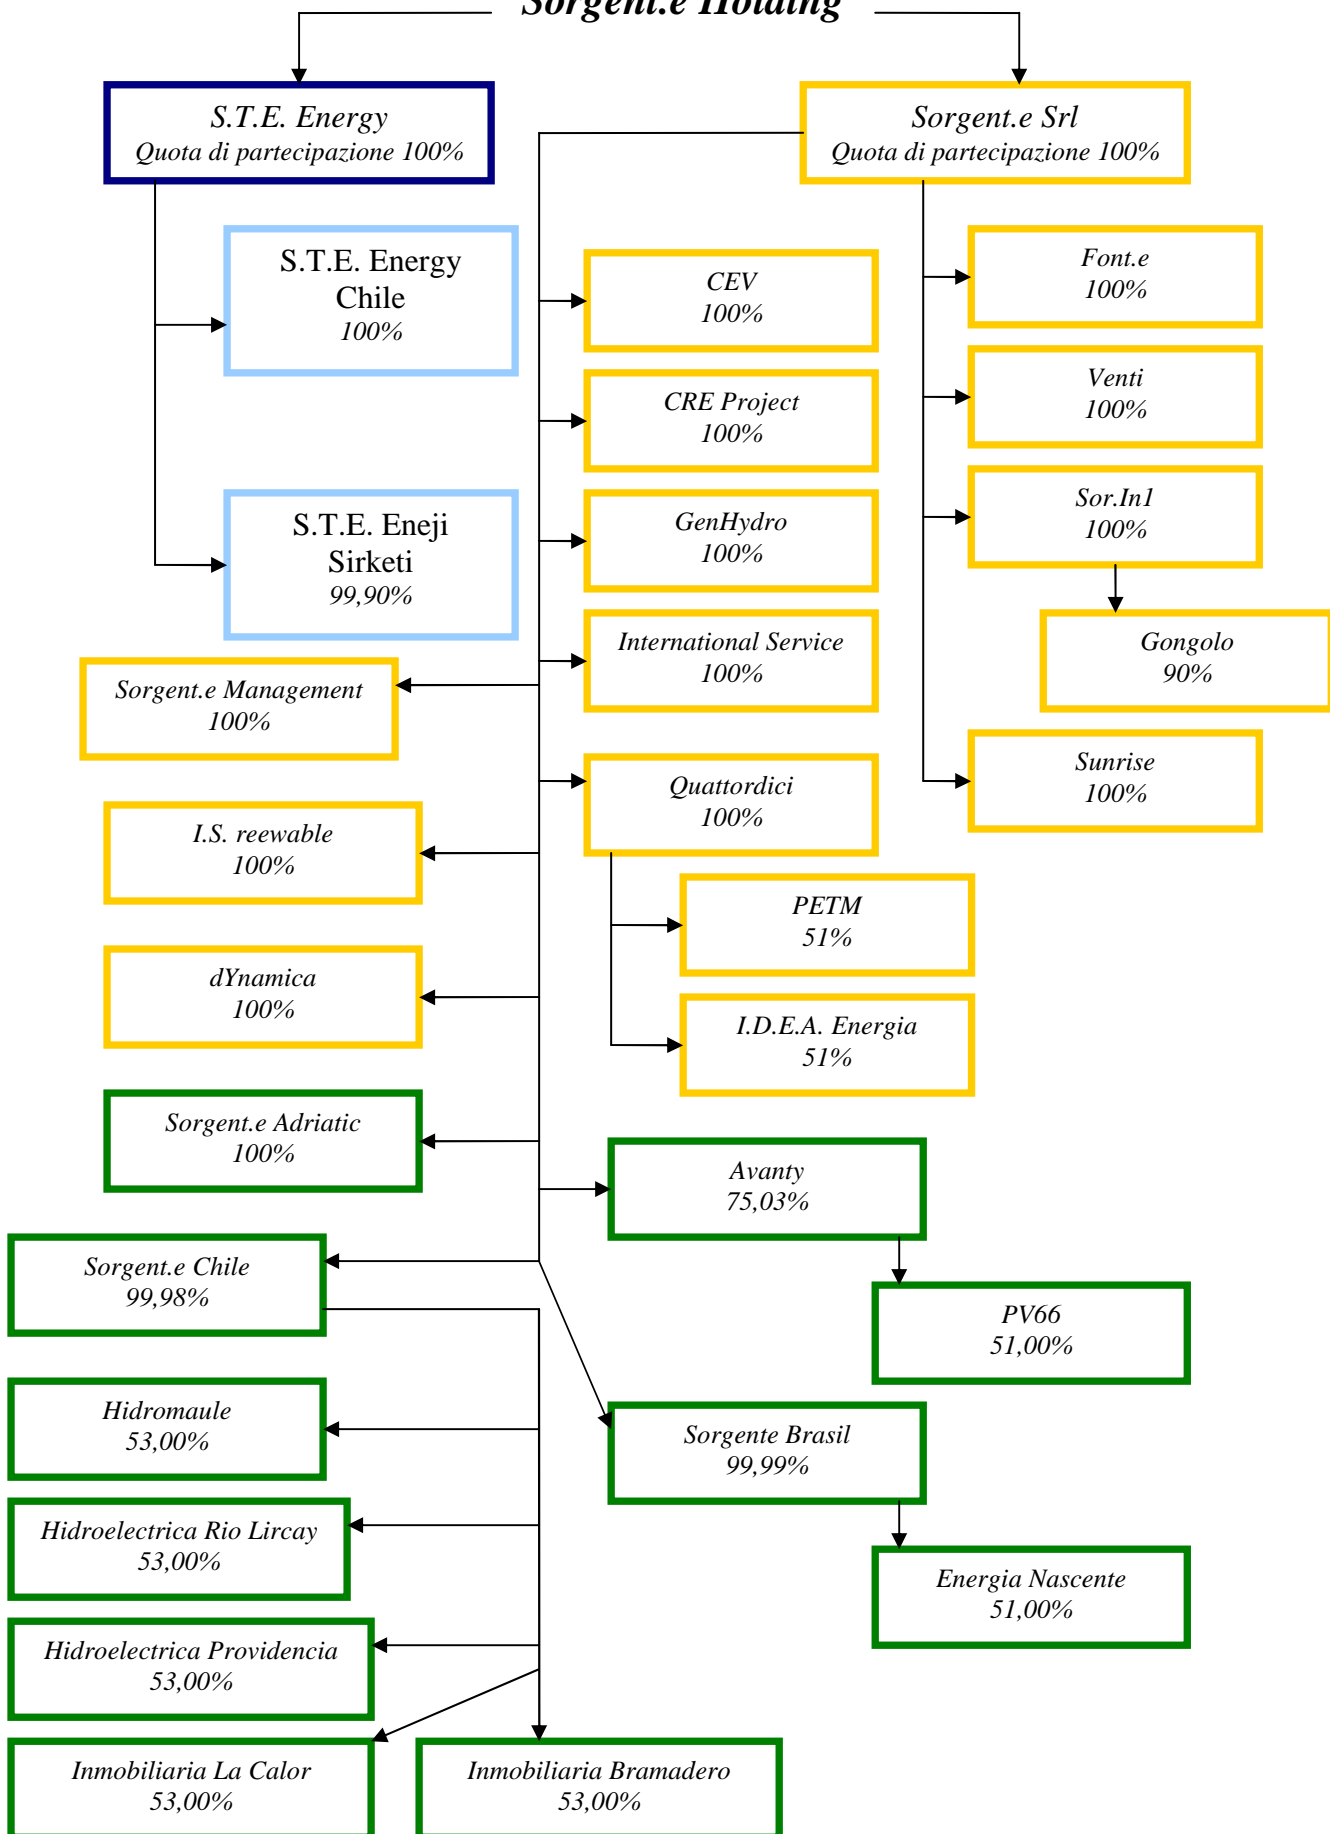 Sorgent.e Holding
S.T.E. Energy
Quota di partecipazione 100%
Sorgent.e Srl
Quota di partecipazione 100%
S.T.E. Energy
Chile
100%
CEV
100%
Font.e
100%
Venti
100%
CRE Project
100%
Sor.In1
100%
S.T.E. Eneji
Sirketi
99,90%
GenHydro
100%
International Service
100%
Gongolo
90%
Sorgent.e Management
100%
Sunrise
100%
Quattordici
100%
I.S. reewable
100%
PETM
51%
dYnamica
100%
I.D.E.A. Energia
51%
Sorgent.e Adriatic
100%
Avanty
75,03%
Sorgent.e Chile
99,98%
PV66
51,00%
Hidromaule
53,00%
Sorgente Brasil
99,99%
Hidroelectrica Rio Lircay
53,00%
Energia Nascente
51,00%
Hidroelectrica Providencia
53,00%
Inmobiliaria La Calor
53,00%
Inmobiliaria Bramadero
53,00%